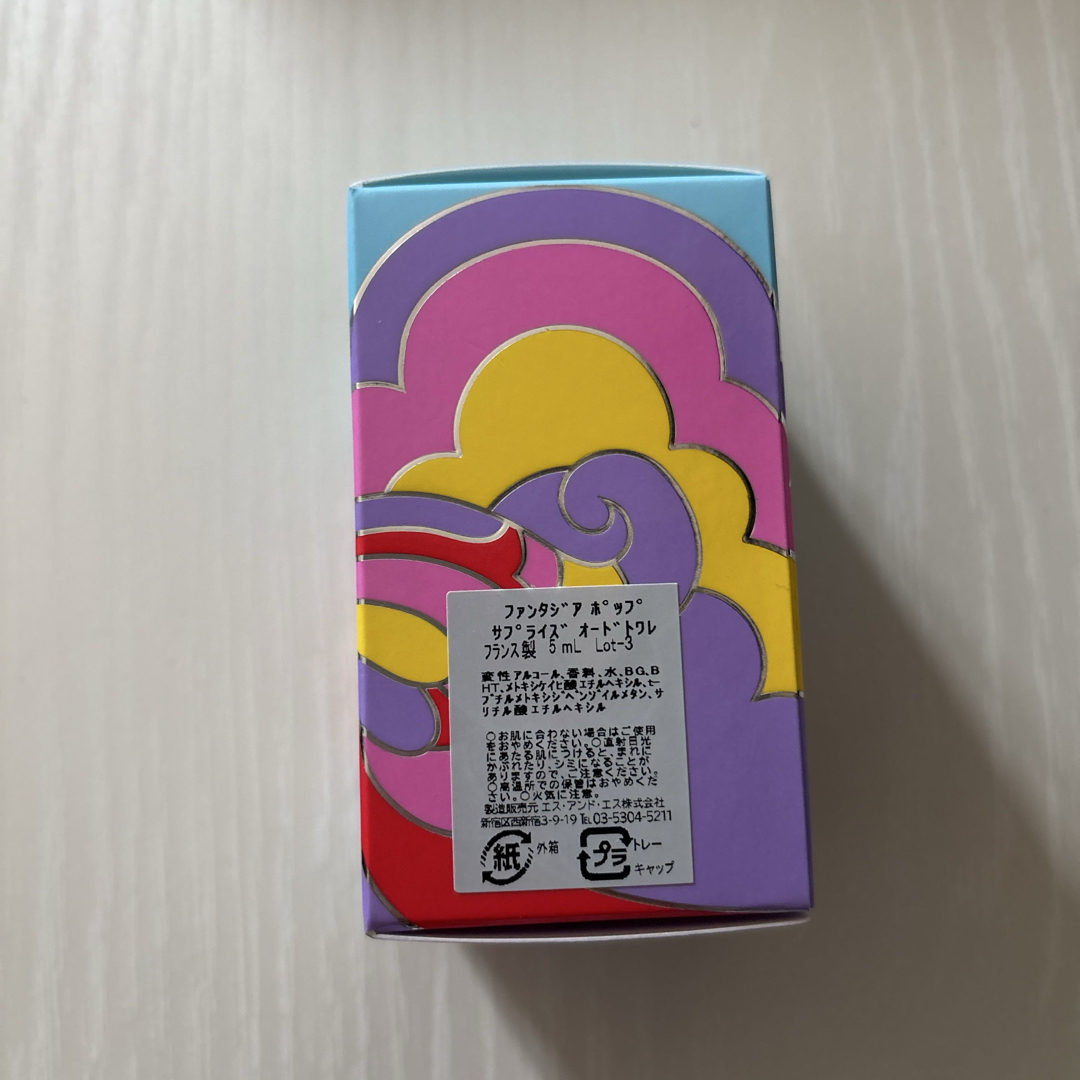 ファンタジア ポップ
サプライズ オードトワレ
フランス製 5mL Lot-3
変性アルコール、香料、水、BG、B
HT、メトキシケイヒ酸エチルヘキシル、t-
ブチルメトキシジベンゾイルメタン、サ
リチル酸エチルヘキシル
○お肌に合わない場合はご使用
をおやめください。○直射日光
にあたる肌につけると、まれに
かぶれたり、シミになることが
ありますので、ご注意ください。
○高温所での保管はおやめくだ
さい。○火気に注意。
製造販売元 エス・アンド・エス株式会社
新宿区西新宿3-9-19 TEL 03-5304-5211
紙 外箱 プラ トレー
キャップ